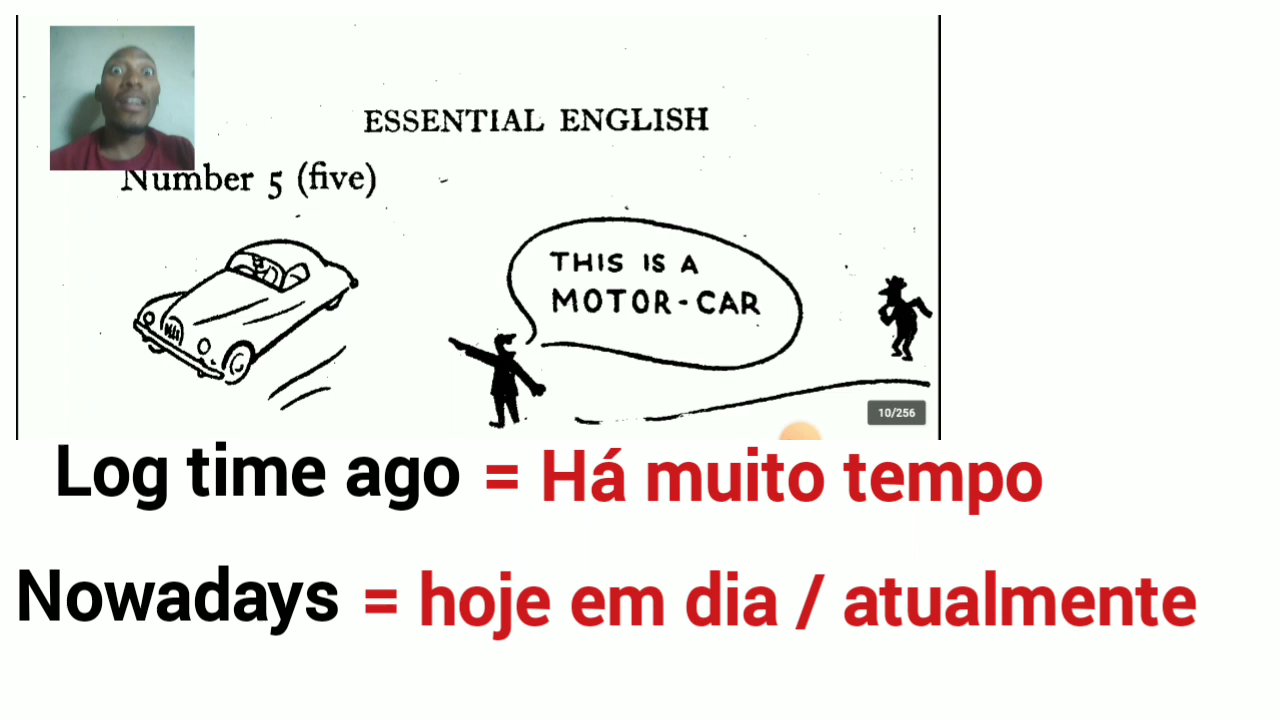 ESSENTIAL ENGLISH
Number 5 (five)
THIS IS A
MOTOR-CAR
10/256
Log time ago = Há muito tempo
Nowadays = hoje em dia / atualmente